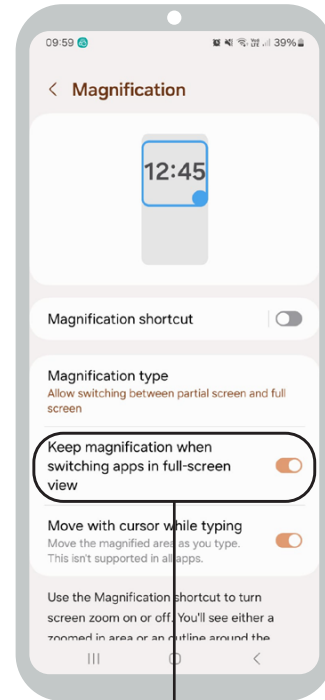 09:59 39%
Magnification
12:45
Magnification shortcut
Magnification type
Allow switching between partial screen and full
screen
Keep magnification when
switching apps in full-screen
view
Move with cursor while typing
Move the magnified area as you type.
This isn't supported in all apps.
Use the Magnification shortcut to turn
screen zoom on or off. You'll see either a
zoomed in area or an outline around the